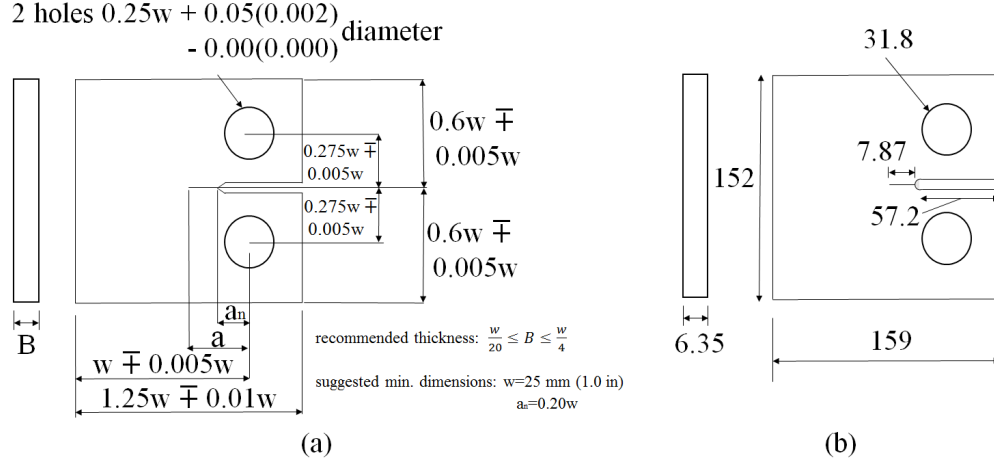 2 holes 0.25w + 0.05(0.002)
- 0.00(0.000)
diameter
0.6w ∓
0.005w
0.275w ∓
0.005w
0.275w ∓
0.005w
0.6w ∓
0.005w
aₙ
a
B
w ∓ 0.005w
1.25w ∓ 0.01w
recommended thickness: w/20 ≤ B ≤ w/4
suggested min. dimensions: w=25 mm (1.0 in)
aₙ=0.20w
(a)
31.8
7.87
152
57.2
6.35
159
(b)